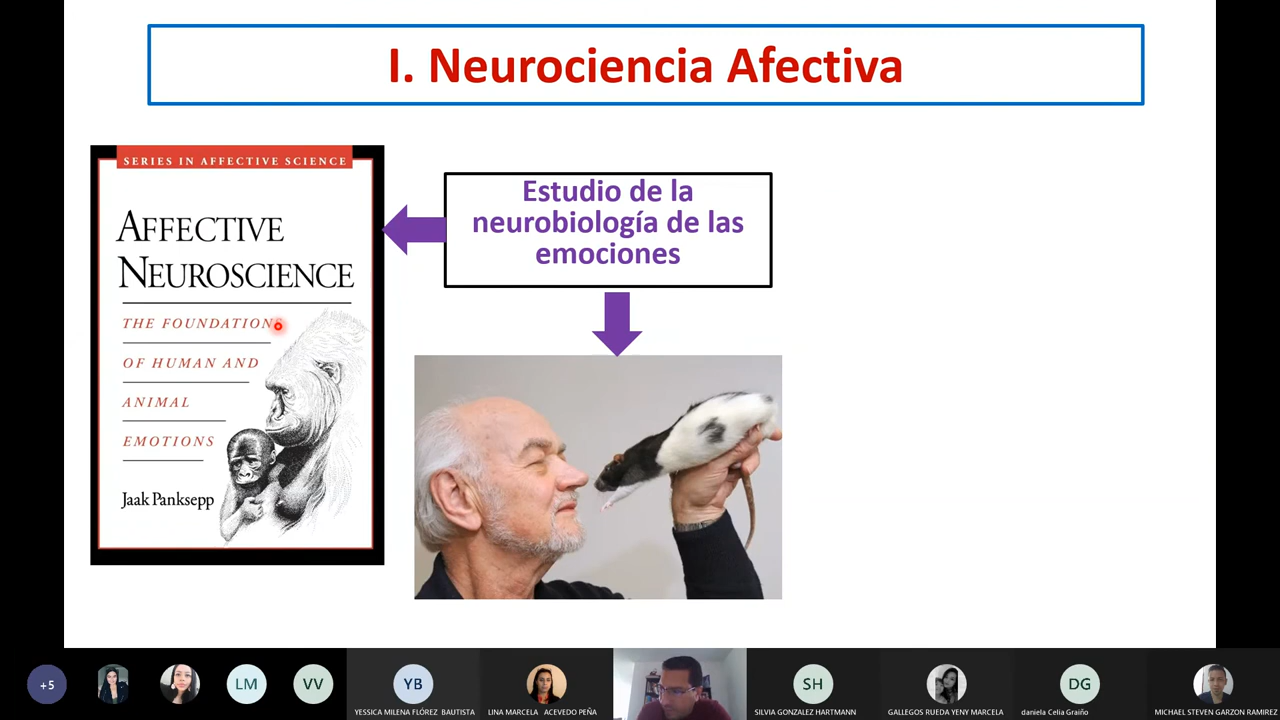 I. Neurociencia Afectiva
SERIES IN AFFECTIVE SCIENCE
AFFECTIVE
NEUROSCIENCE
THE FOUNDATIONS
OF HUMAN AND
ANIMAL
EMOTIONS
Jaak Panksepp
Estudio de la
neurobiología de las
emociones
+5
LM
VV
YB
YESSICA MILENA FLÓREZ BAUTISTA
LINA MARCELA ACEVEDO PEÑA
SH
SILVIA GONZALEZ HARTMANN
GALLEGOS RUEDA YENY MARCELA
DG
daniela Celia Graiño
MICHAEL STEVEN GARZON RAMIREZ